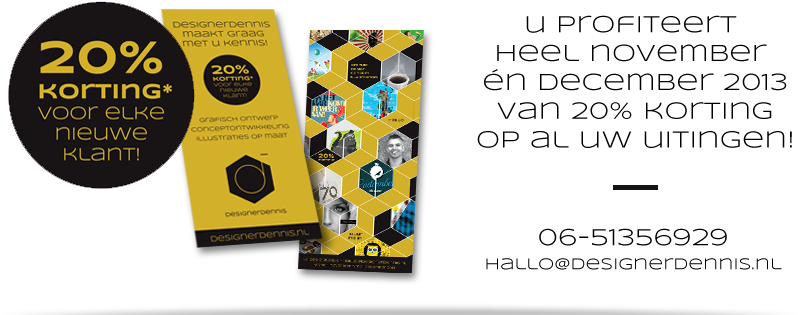 20%
KORTING*
VOOR ELKE
NIEUWE
KLANT!
DESIGNERDENNIS
MAAKT GRAAG
MET U KENNIS!
20%
KORTING*
VOOR ELKE
NIEUWE
KLANT!
GRAFISCH ONTWERP
CONCEPTONTWIKKELING
ILLUSTRATIES OP MAAT
DESIGNERDENNIS
DESIGNERDENNIS.NL
20%
70
U PROFITEERT
HEEL NOVEMBER
ÉN DECEMBER 2013
VAN 20% KORTING
OP AL UW UITINGEN!
06-51356929
HALLO@DESIGNERDENNIS.NL